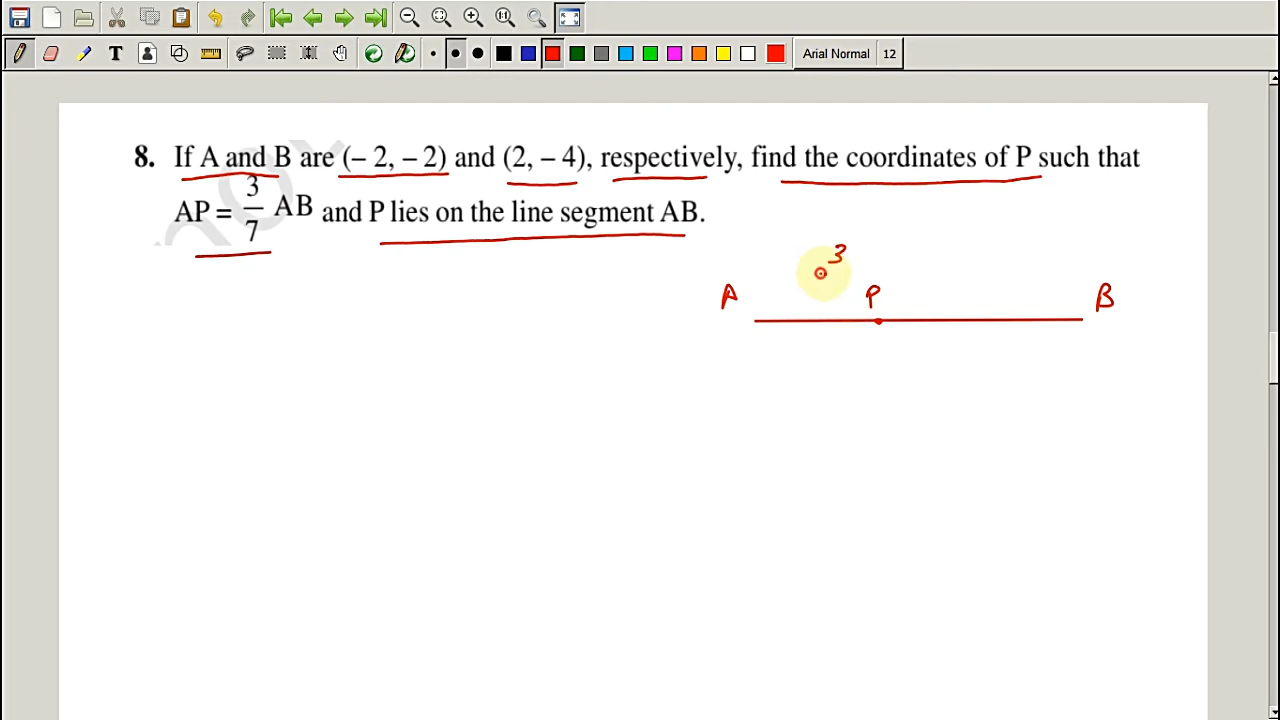 Arial Normal 12
8. If A and B are (– 2, – 2) and (2, – 4), respectively, find the coordinates of P such that
AP = 3/7 AB and P lies on the line segment AB.
3
A P B